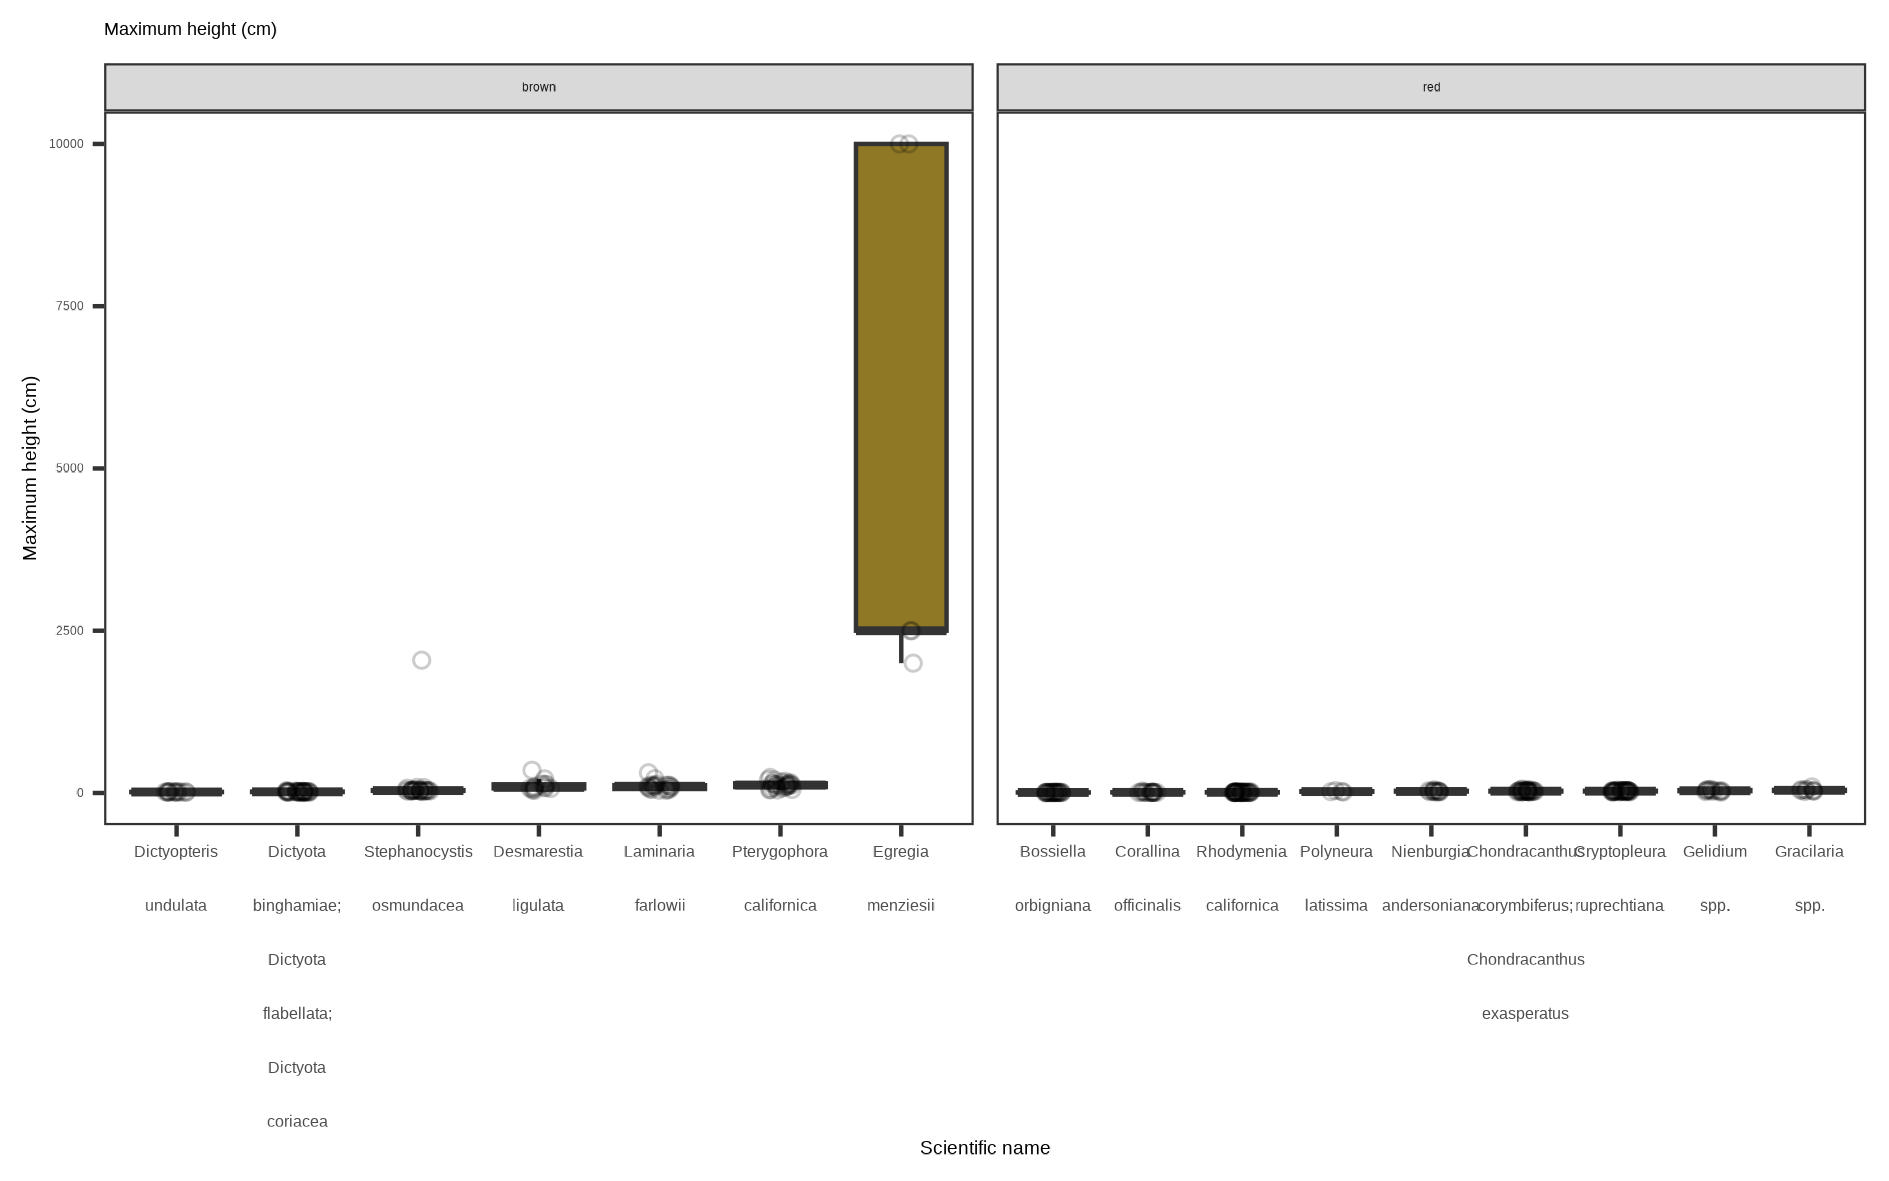 Maximum height (cm)
brown
red
Maximum height (cm)
10000
7500
5000
2500
0
Dictyopteris
undulata
Dictyota
binghamiae;
Dictyota
flabellata;
Dictyota
coriacea
Stephanocystis
osmundacea
Desmarestia
ligulata
Laminaria
farlowii
Pterygophora
californica
Egregia
menziesii
Bossiella
orbigniana
Corallina
officinalis
Rhodymenia
californica
Polyneura
latissima
Nienburgia
andersoniana
Chondracanthus
corymbiferus;
Chondracanthus
exasperatus
Cryptopleura
ruprechtiana
Gelidium
spp.
Gracilaria
spp.
Scientific name